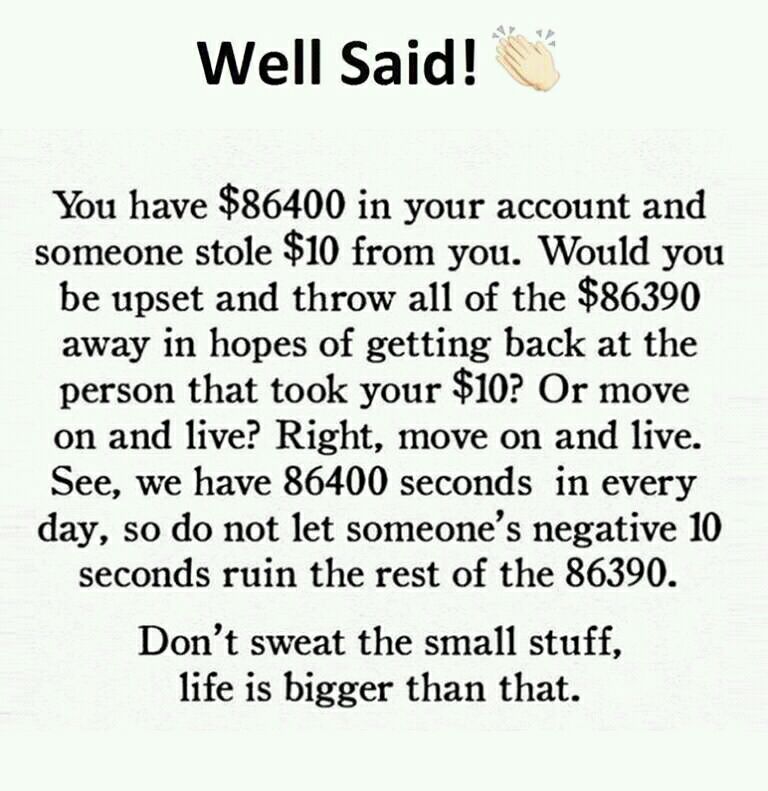 Well Said! 👏🏻
You have $86400 in your account and
someone stole $10 from you. Would you
be upset and throw all of the $86390
away in hopes of getting back at the
person that took your $10? Or move
on and live? Right, move on and live.
See, we have 86400 seconds in every
day, so do not let someone's negative 10
seconds ruin the rest of the 86390.
Don't sweat the small stuff,
life is bigger than that.